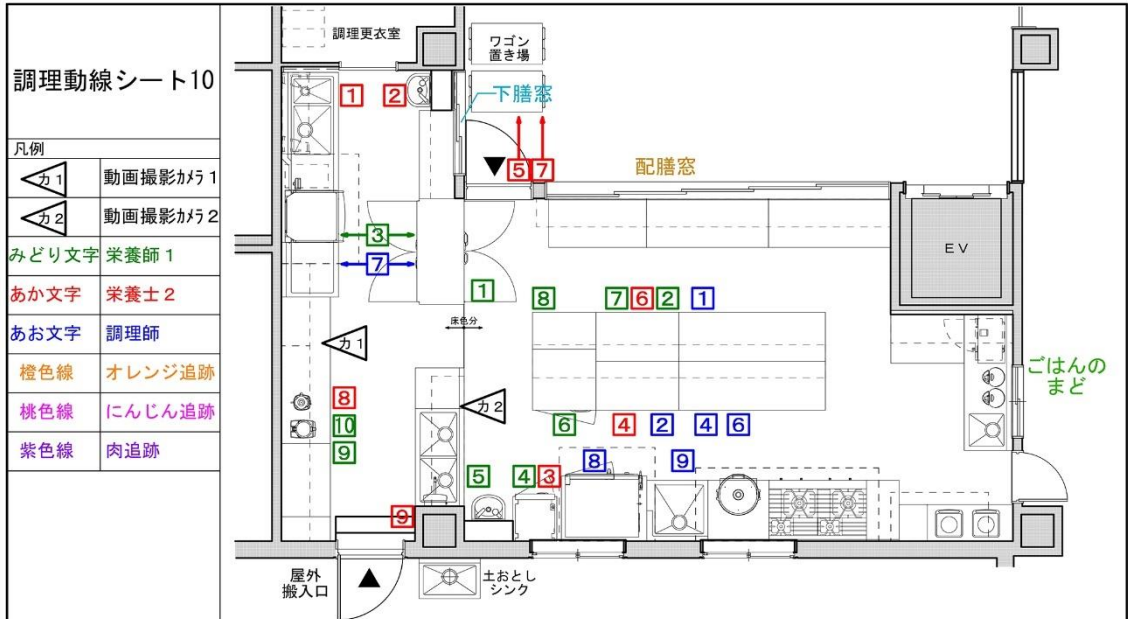 調理動線シート10
凡例
カ1 動画撮影ｶﾒﾗ1
カ2 動画撮影ｶﾒﾗ2
みどり文字 栄養師1
あか文字 栄養士2
あお文字 調理師
橙色線 オレンジ追跡
桃色線 にんじん追跡
紫色線 肉追跡
調理更衣室
ワゴン
置き場
下膳窓
1 2
5 7
配膳窓
3
7
EV
1 8 7 6 2 1
床色分
カ1
カ2
ごはんの
まど
8
10
9
6 4 2 4 6
5 4 3 8 9
9
屋外
搬入口
土おとし
シンク